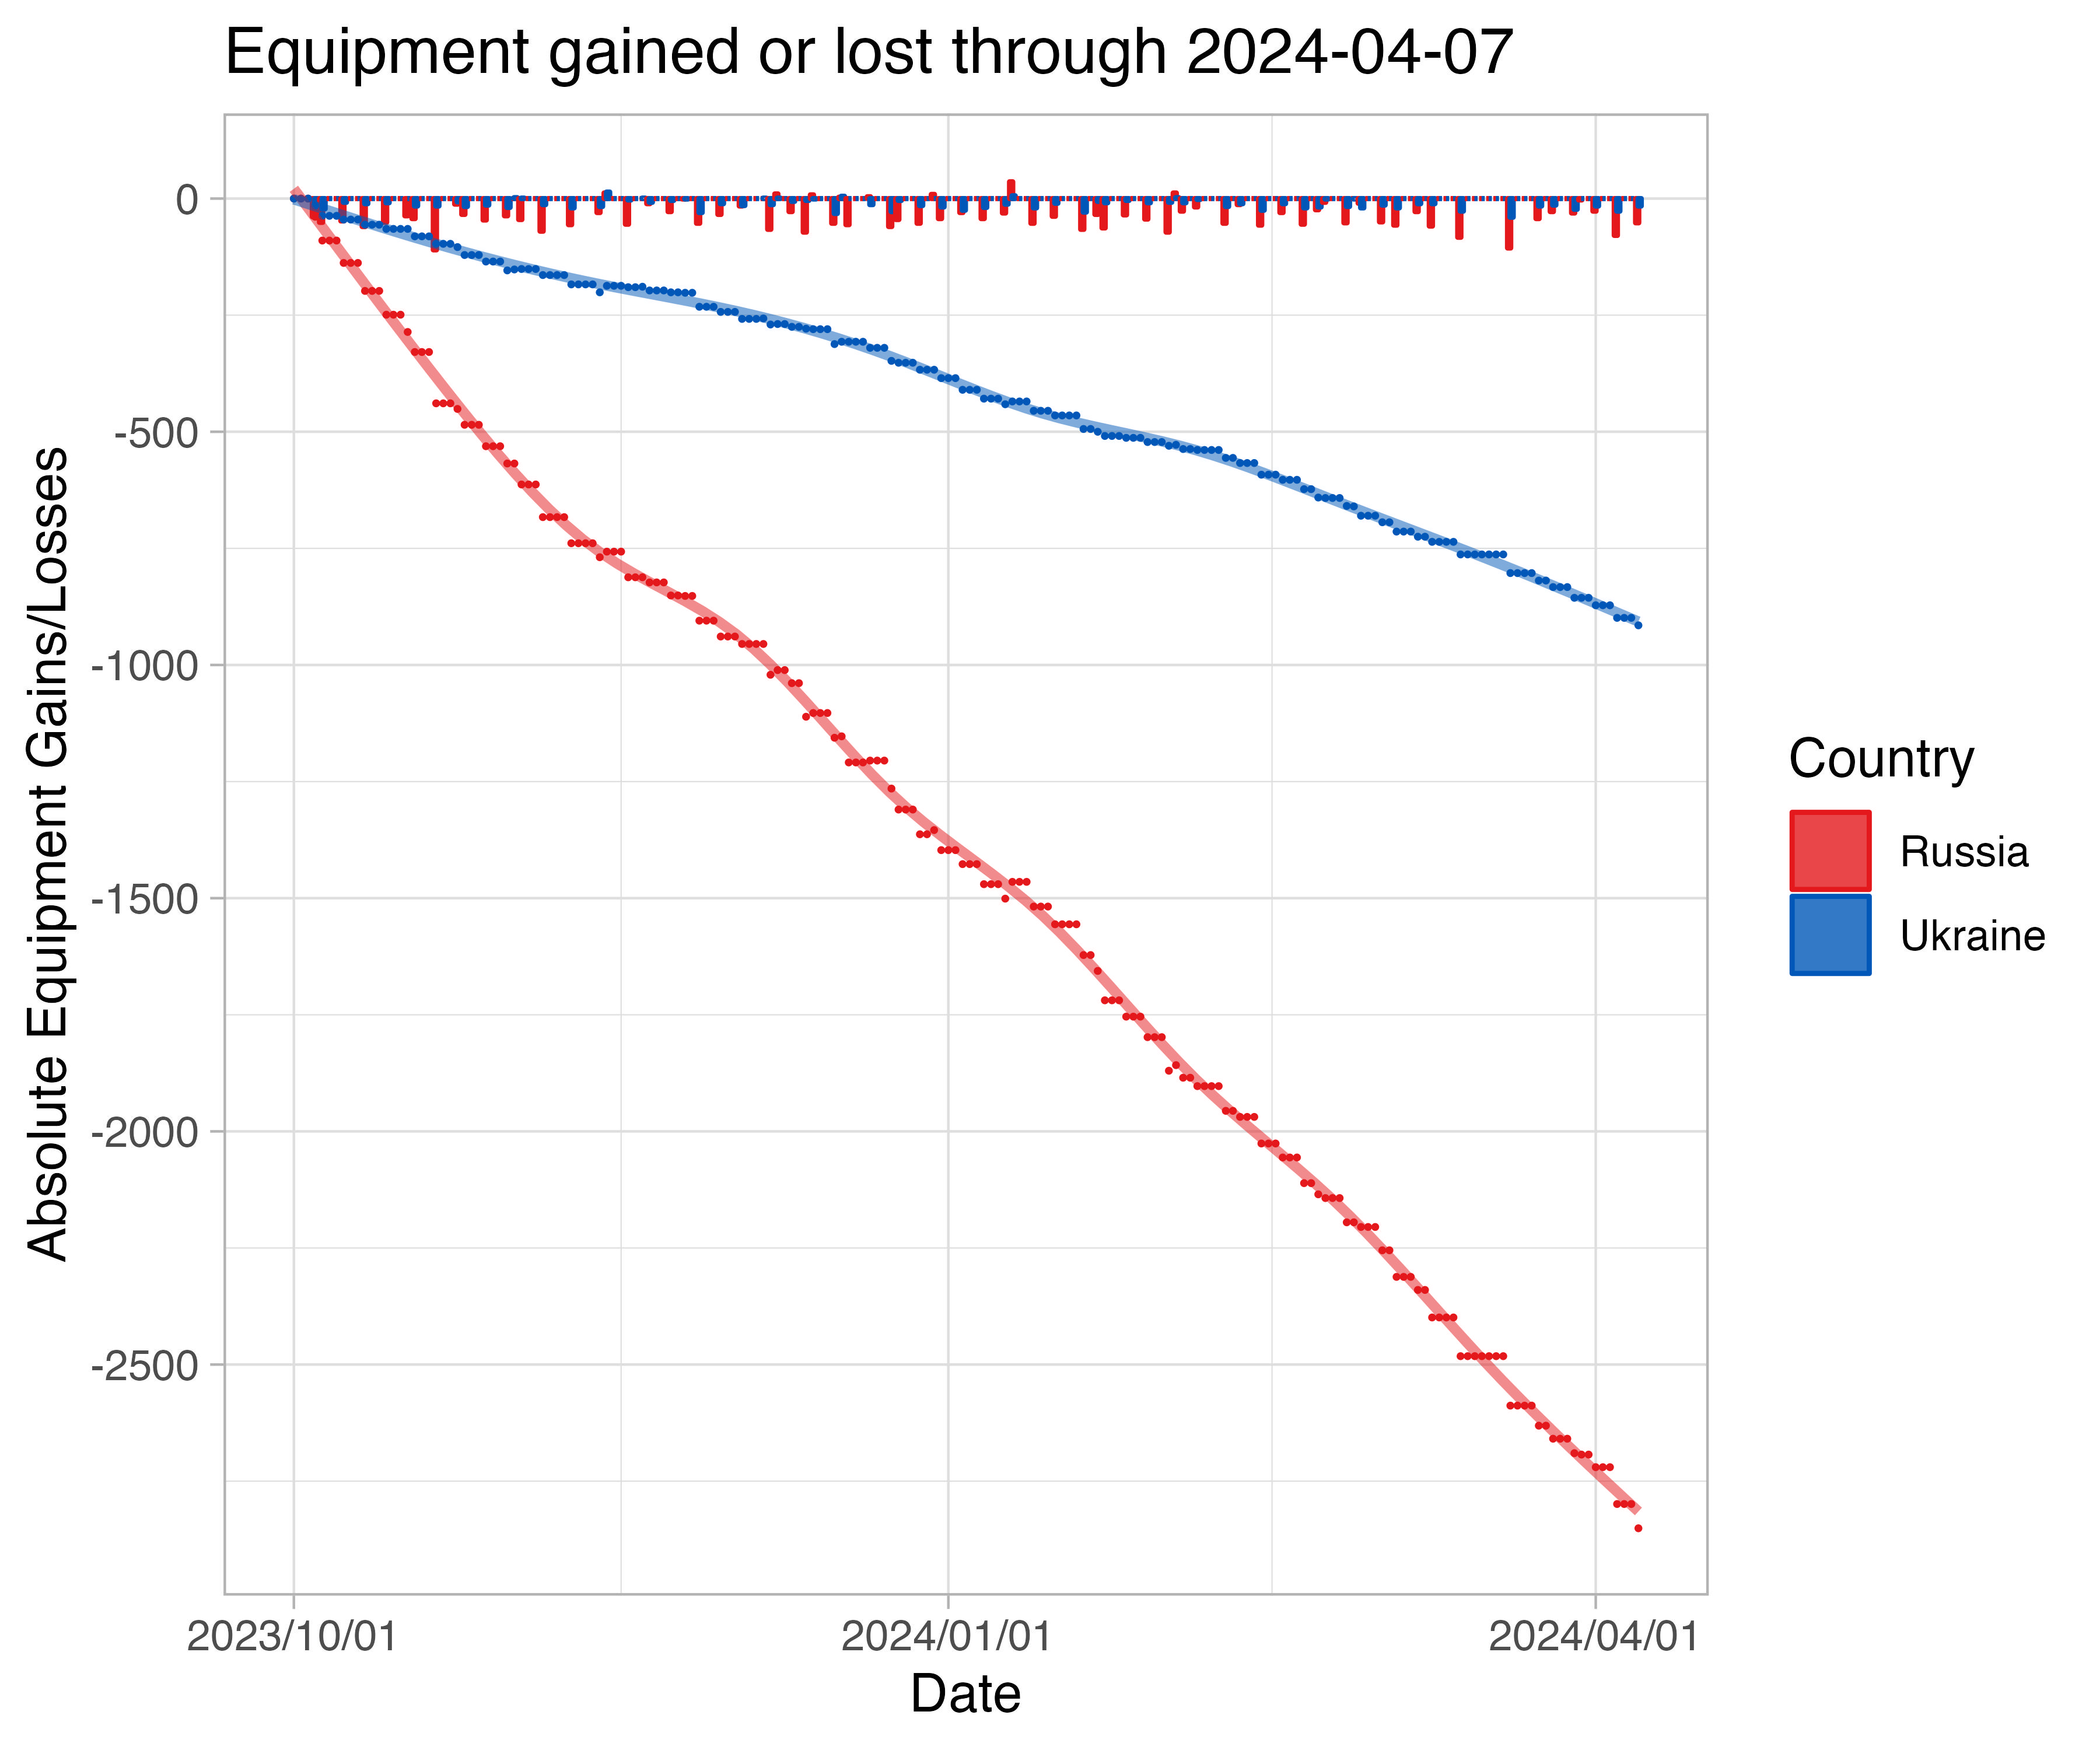 Equipment gained or lost through 2024-04-07
Absolute Equipment Gains/Losses
0
-500
-1000
-1500
-2000
-2500
2023/10/01
2024/01/01
2024/04/01
Date
Country
Russia
Ukraine